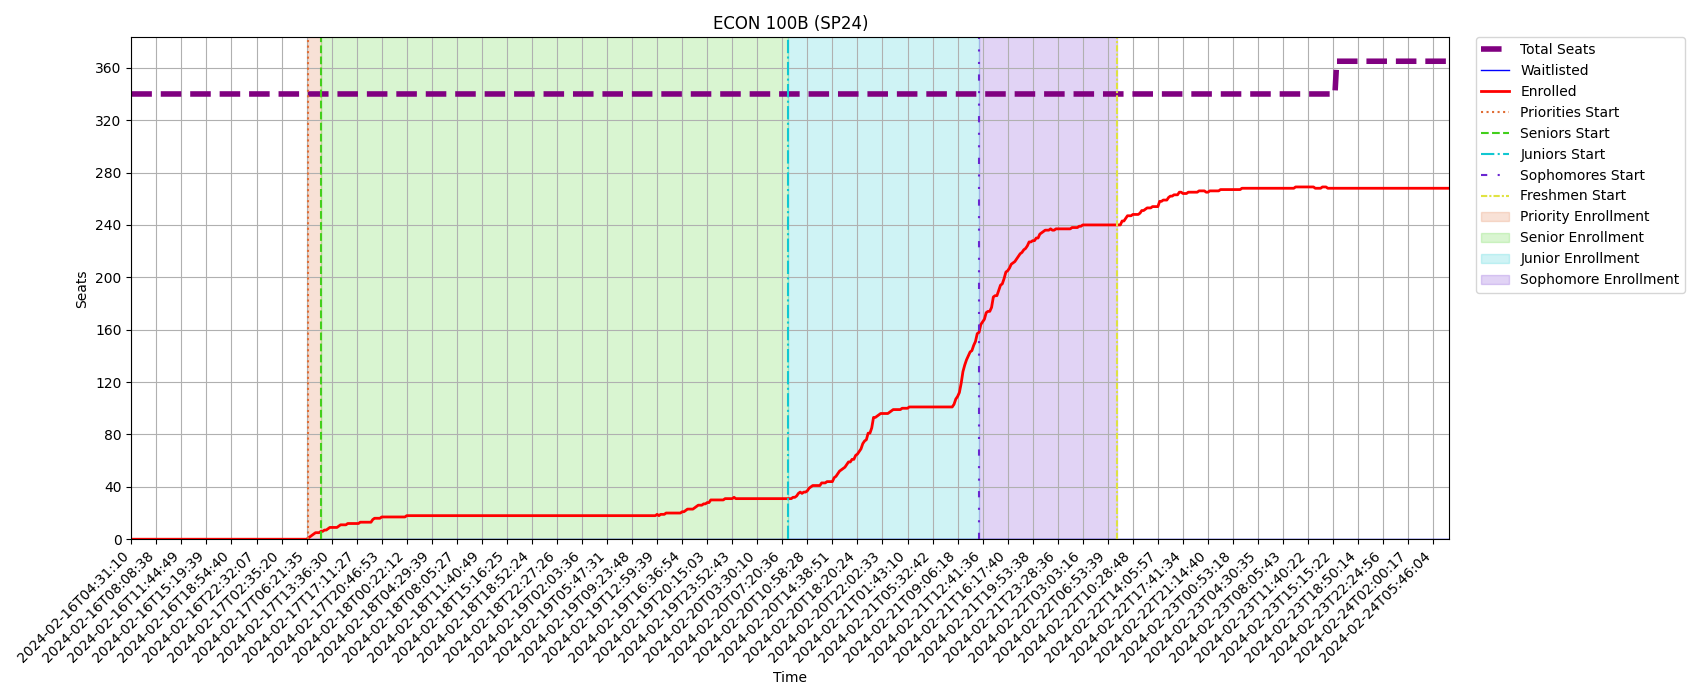 ECON 100B (SP24)
Seats
360
320
280
240
200
160
120
80
40
0
2024-02-16T04:31:10
2024-02-16T08:08:38
2024-02-16T11:44:49
2024-02-16T15:19:39
2024-02-16T18:54:40
2024-02-16T22:32:07
2024-02-17T02:35:20
2024-02-17T06:21:35
2024-02-17T13:36:30
2024-02-17T17:11:27
2024-02-17T20:46:53
2024-02-18T00:22:12
2024-02-18T04:29:39
2024-02-18T08:05:27
2024-02-18T11:40:49
2024-02-18T15:16:25
2024-02-18T18:52:24
2024-02-18T22:27:26
2024-02-19T02:03:36
2024-02-19T05:47:31
2024-02-19T09:23:48
2024-02-19T12:59:39
2024-02-19T16:36:54
2024-02-19T20:15:03
2024-02-19T23:52:43
2024-02-20T03:30:10
2024-02-20T07:20:36
2024-02-20T10:58:28
2024-02-20T14:38:51
2024-02-20T18:20:24
2024-02-20T22:02:33
2024-02-21T01:43:10
2024-02-21T05:32:42
2024-02-21T09:06:18
2024-02-21T12:41:36
2024-02-21T16:17:40
2024-02-21T19:53:38
2024-02-21T23:28:36
2024-02-22T03:03:16
2024-02-22T06:53:39
2024-02-22T10:28:48
2024-02-22T14:05:57
2024-02-22T17:41:34
2024-02-22T21:14:40
2024-02-23T00:53:18
2024-02-23T04:30:35
2024-02-23T08:05:43
2024-02-23T11:40:22
2024-02-23T15:15:22
2024-02-23T18:50:14
2024-02-23T22:24:56
2024-02-24T02:00:17
2024-02-24T05:46:04
Time
Total Seats
Waitlisted
Enrolled
Priorities Start
Seniors Start
Juniors Start
Sophomores Start
Freshmen Start
Priority Enrollment
Senior Enrollment
Junior Enrollment
Sophomore Enrollment